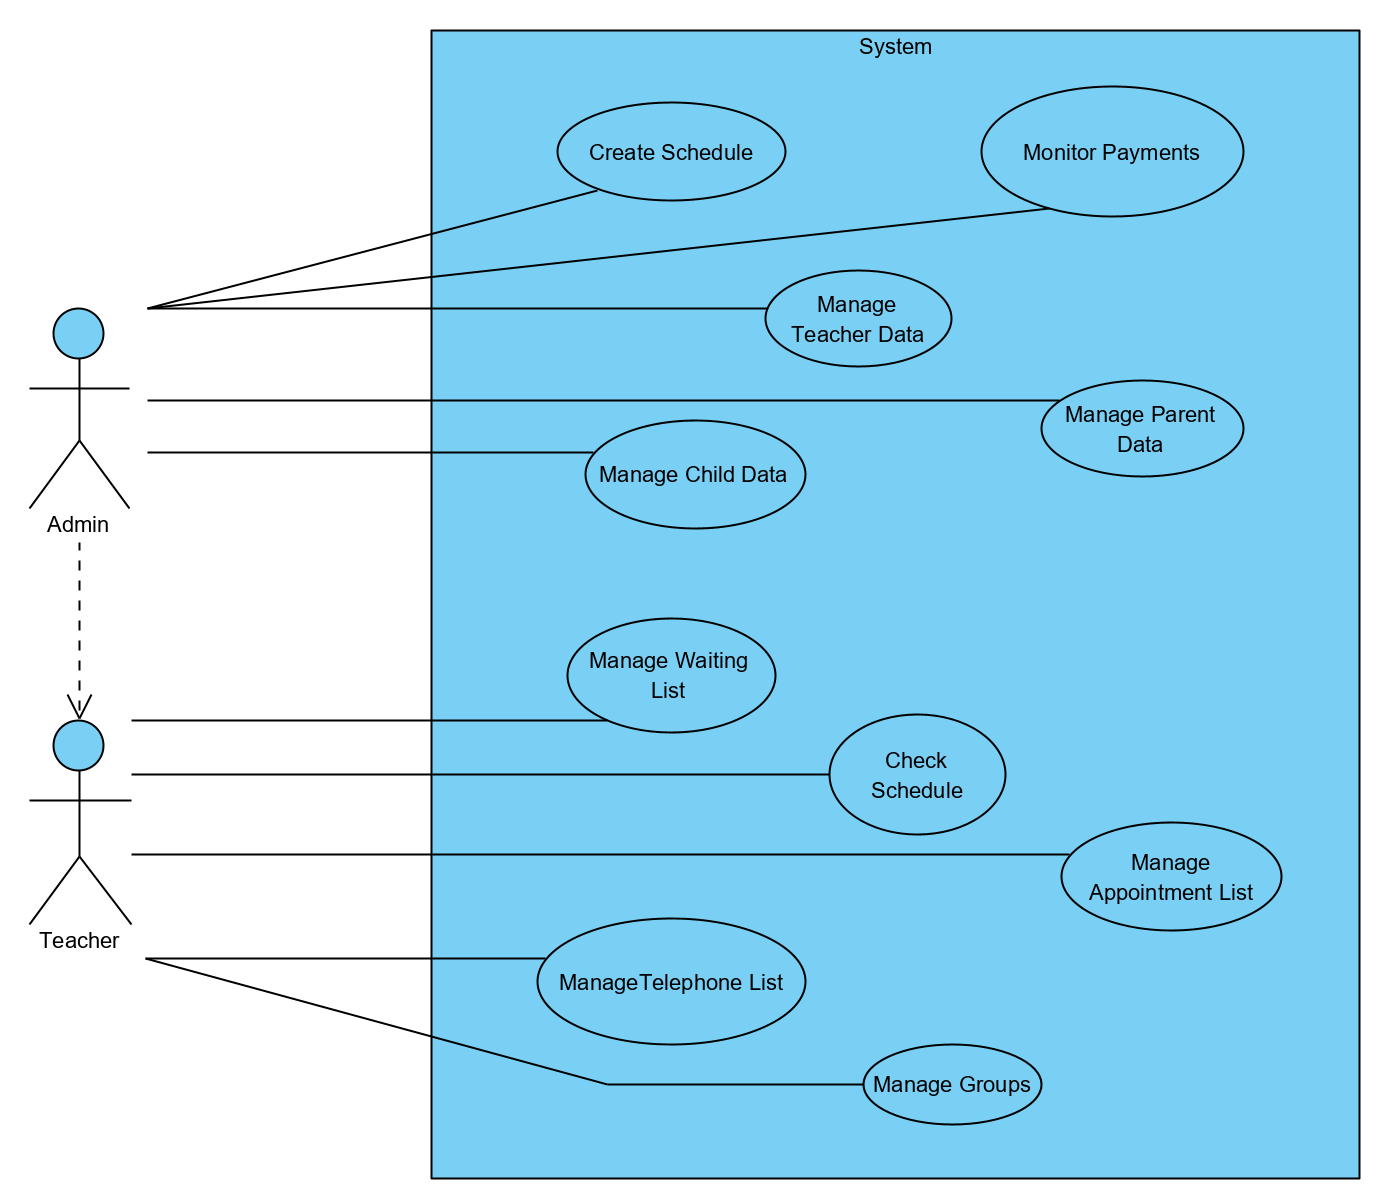 System
Create Schedule
Monitor Payments
Manage
Teacher Data
Manage Parent
Data
Manage Child Data
Admin
Manage Waiting
List
Check
Schedule
Manage
Appointment List
Teacher
ManageTelephone List
Manage Groups